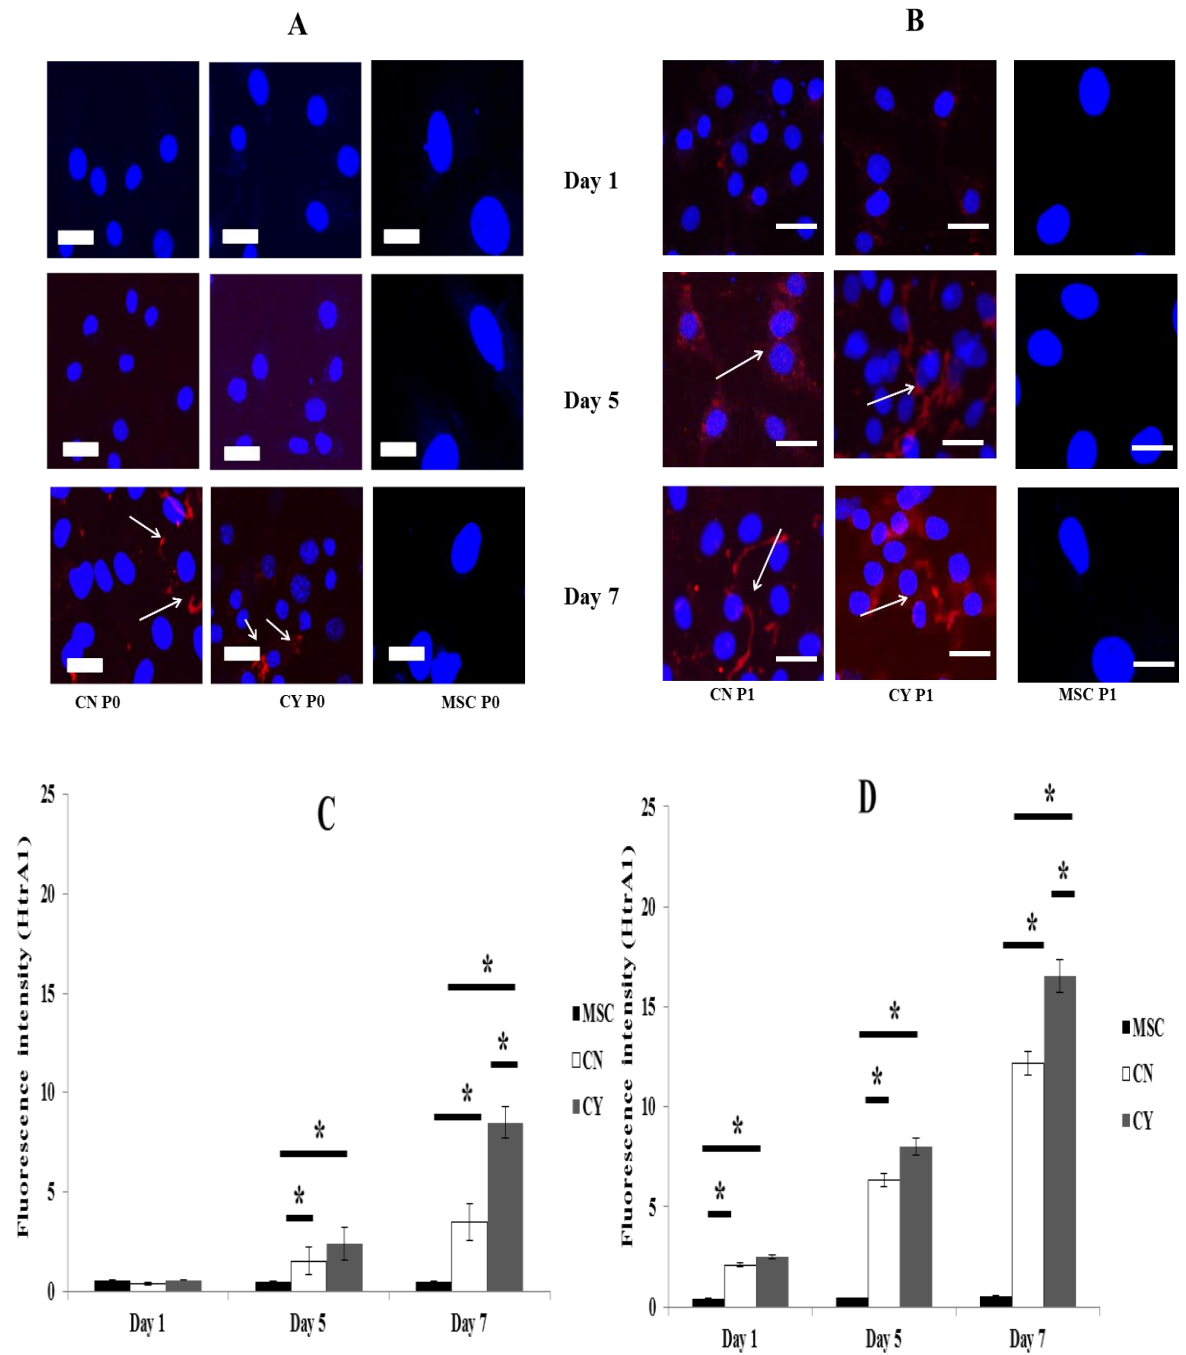 A
B
Day 1
Day 5
Day 7
CN P0
CY P0
MSC P0
CN P1
CY P1
MSC P1
C
Fluorescence intensity (HtrA1)
25
20
15
10
5
0
*
*
*
*
*
Day 1
Day 5
Day 7
MSC
CN
CY
D
Fluorescence intensity (HtrA1)
25
20
15
10
5
0
*
*
*
*
*
*
*
Day 1
Day 5
Day 7
MSC
CN
CY